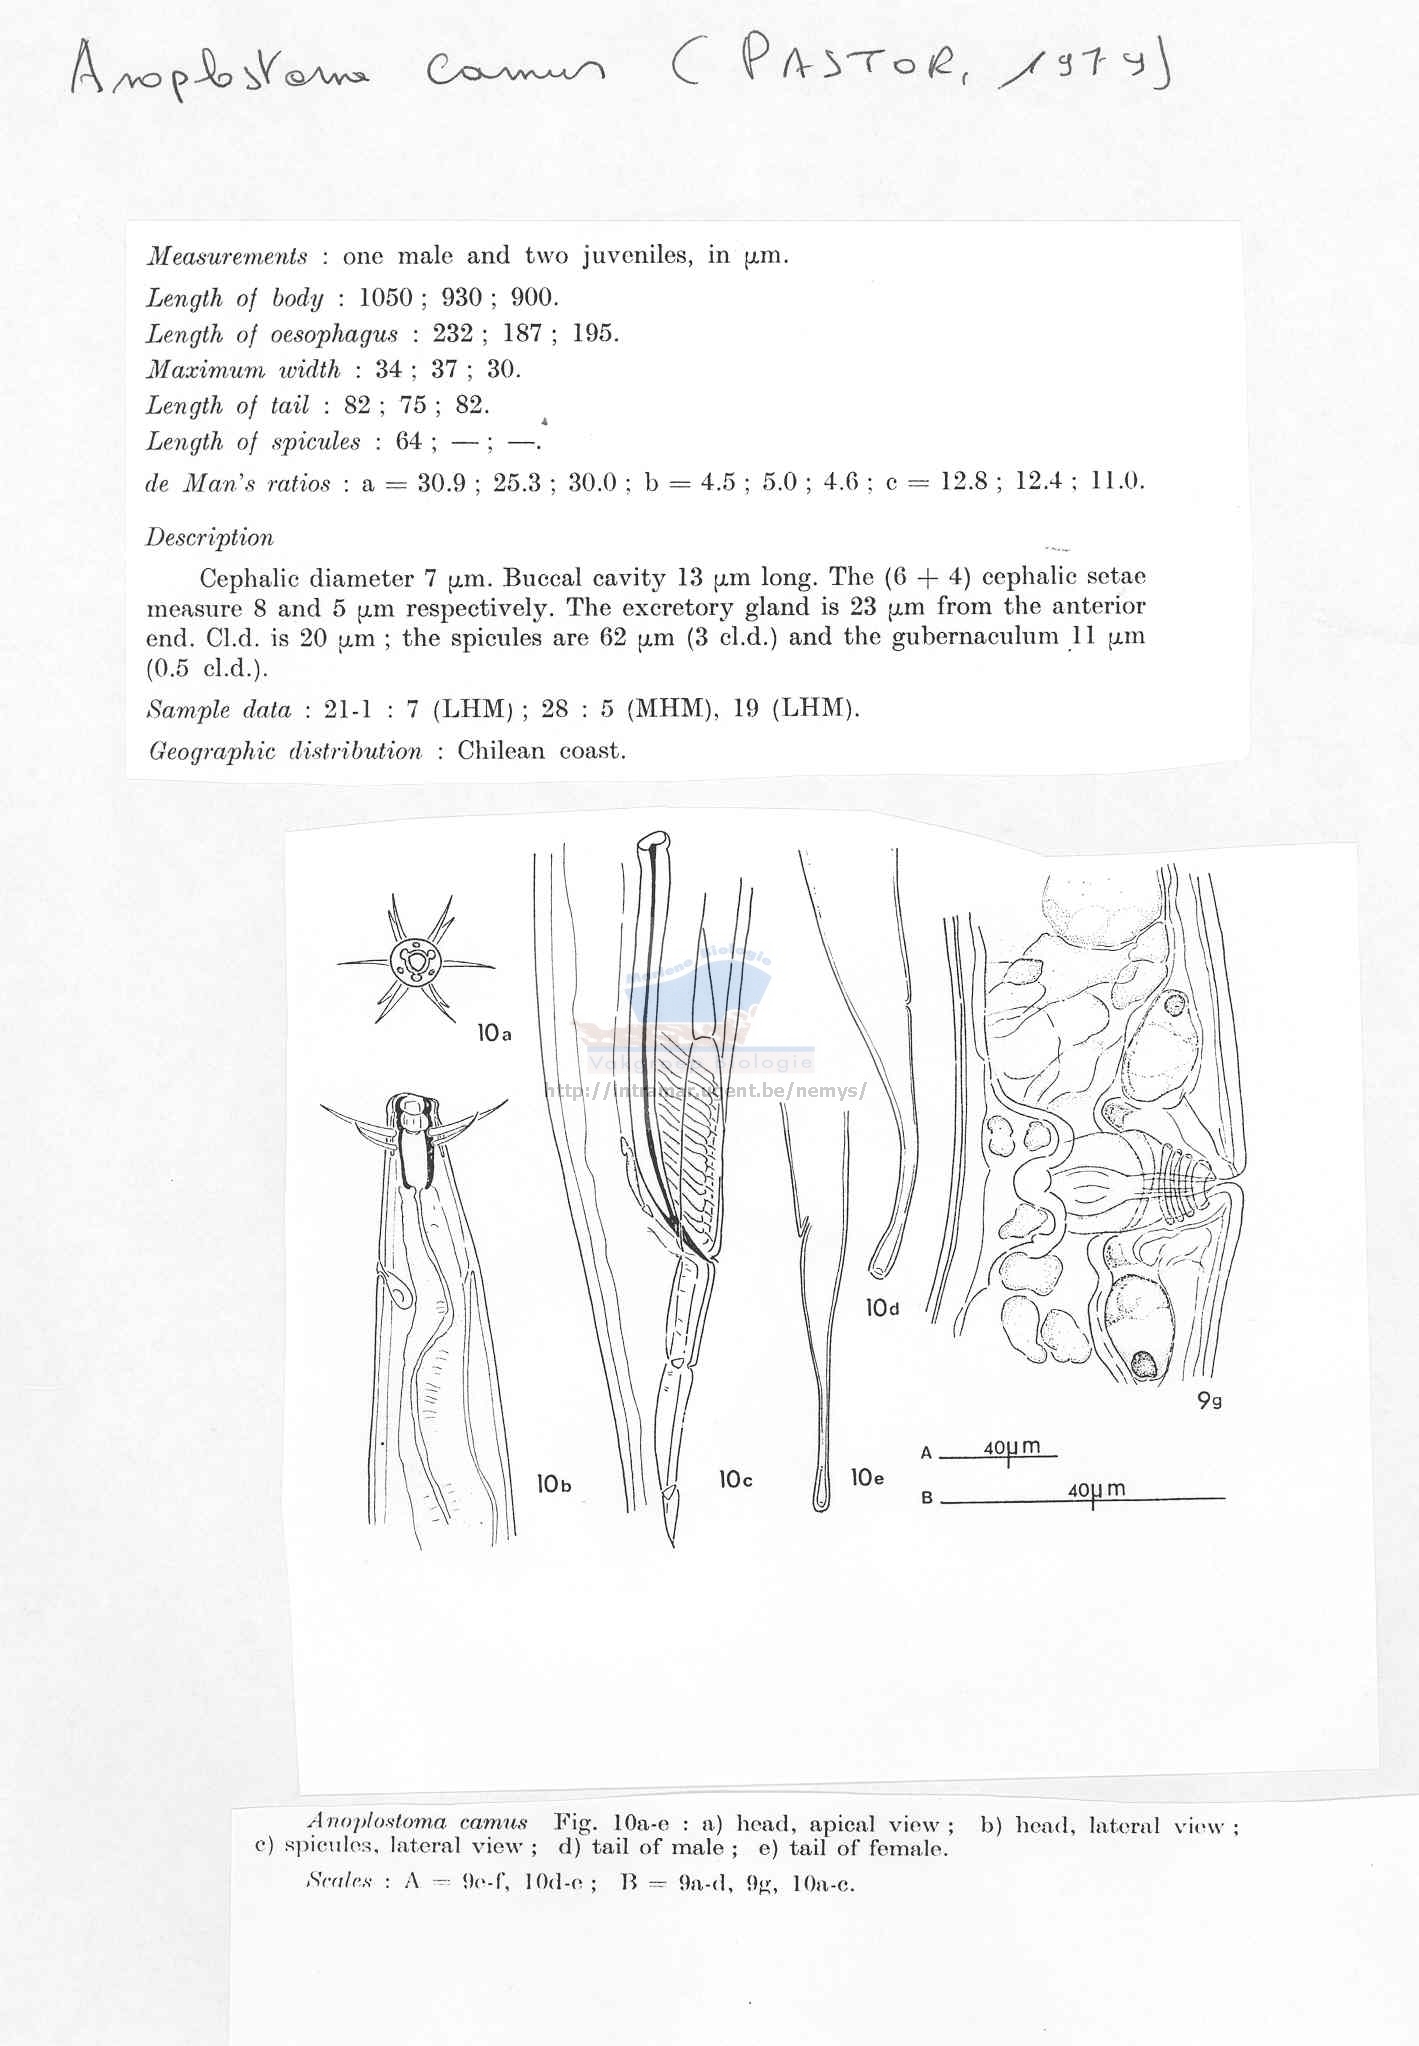 Anoplostoma camus (PASTOR, 1979)
Measurements : one male and two juveniles, in µm.
Length of body : 1050 ; 930 ; 900.
Length of oesophagus : 232 ; 187 ; 195.
Maximum width : 34 ; 37 ; 30.
Length of tail : 82 ; 75 ; 82.
Length of spicules : 64 ; — ; —.
de Man's ratios : a = 30.9 ; 25.3 ; 30.0 ; b = 4.5 ; 5.0 ; 4.6 ; c = 12.8 ; 12.4 ; 11.0.
Description
Cephalic diameter 7 µm. Buccal cavity 13 µm long. The (6 + 4) cephalic setae
measure 8 and 5 µm respectively. The excretory gland is 23 µm from the anterior
end. Cl.d. is 20 µm ; the spicules are 62 µm (3 cl.d.) and the gubernaculum 11 µm
(0.5 cl.d.).
Sample data : 21-1 : 7 (LHM) ; 28 : 5 (MHM), 19 (LHM).
Geographic distribution : Chilean coast.
Mariene Biologie
10a
Vakgroep Biologie
http://intramar.ugent.be/nemys/
10d
9g
A 40µm
10b
10c
10e
B 40µm
Anoplostoma camus Fig. 10a-e : a) head, apical view ; b) head, lateral view ;
c) spicules, lateral view ; d) tail of male ; e) tail of female.
Scales : A = 9e-f, 10d-e ; B = 9a-d, 9g, 10a-c.